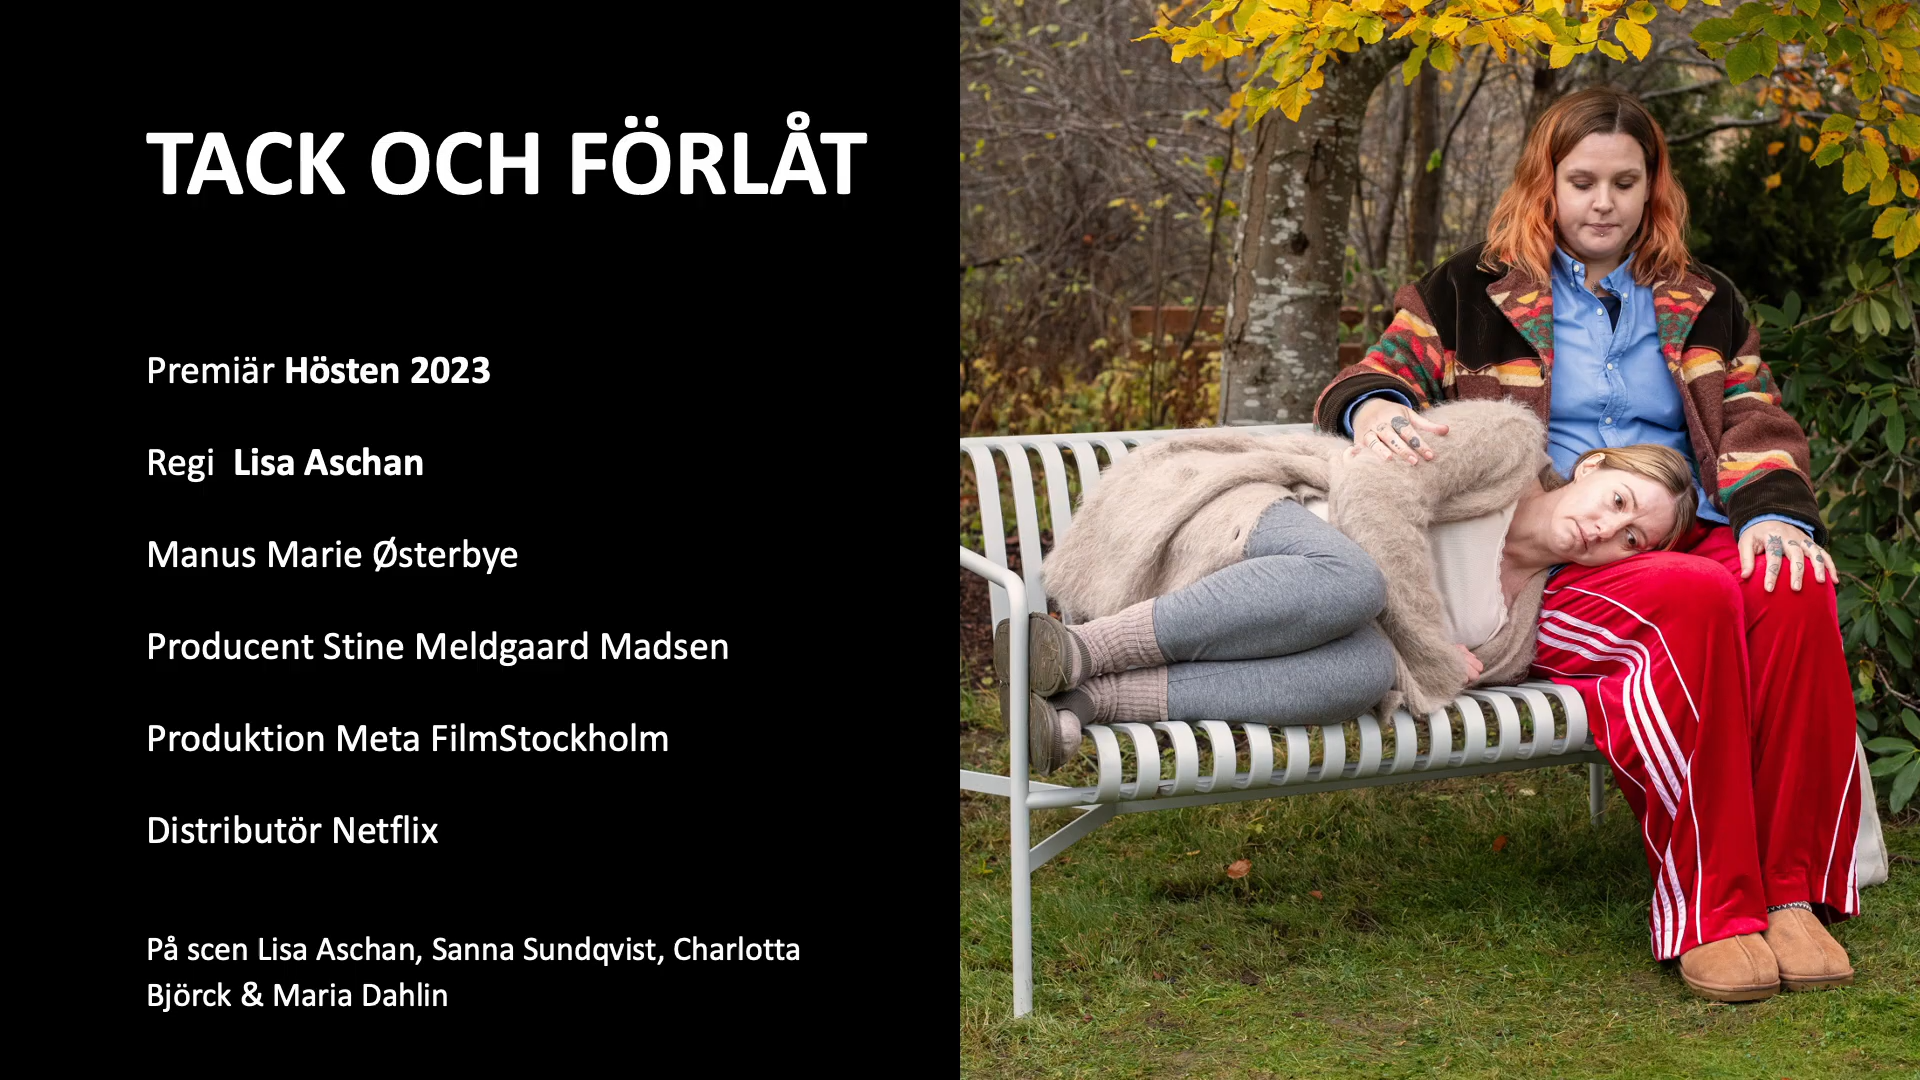 TACK OCH FÖRLÅT
Premiär Hösten 2023
Regi  Lisa Aschan
Manus Marie Østerbye
Producent Stine Meldgaard Madsen
Produktion Meta FilmStockholm
Distributör Netflix
På scen Lisa Aschan, Sanna Sundqvist, Charlotta
Björck & Maria Dahlin